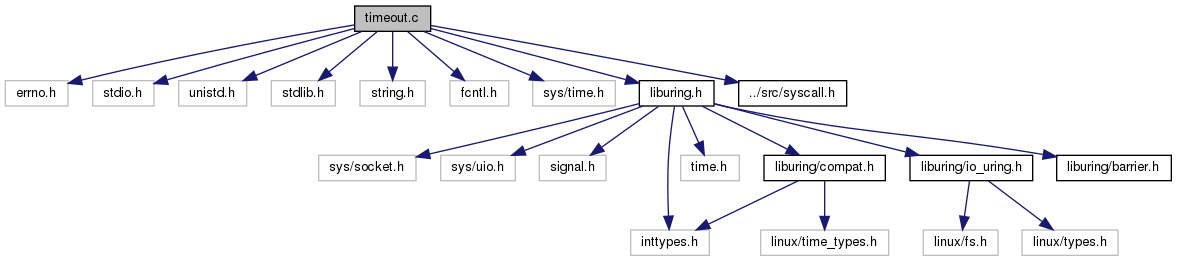 timeout.c
errno.h
stdio.h
unistd.h
stdlib.h
string.h
fcntl.h
sys/time.h
liburing.h
../src/syscall.h
sys/socket.h
sys/uio.h
signal.h
time.h
liburing/compat.h
liburing/io_uring.h
liburing/barrier.h
inttypes.h
linux/time_types.h
linux/fs.h
linux/types.h